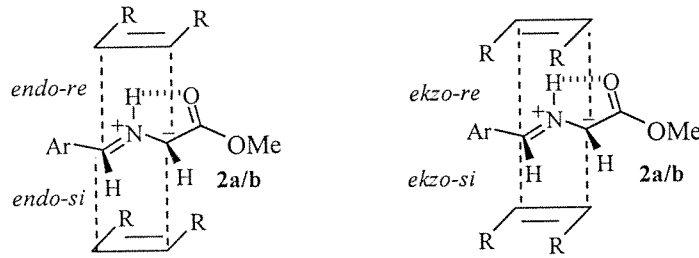 R R
endo-re
H O
+ –
Ar N OMe
H H 2a/b
endo-si
R R
R R
ekzo-re
H O
+ –
Ar N OMe
H H 2a/b
ekzo-si
R R